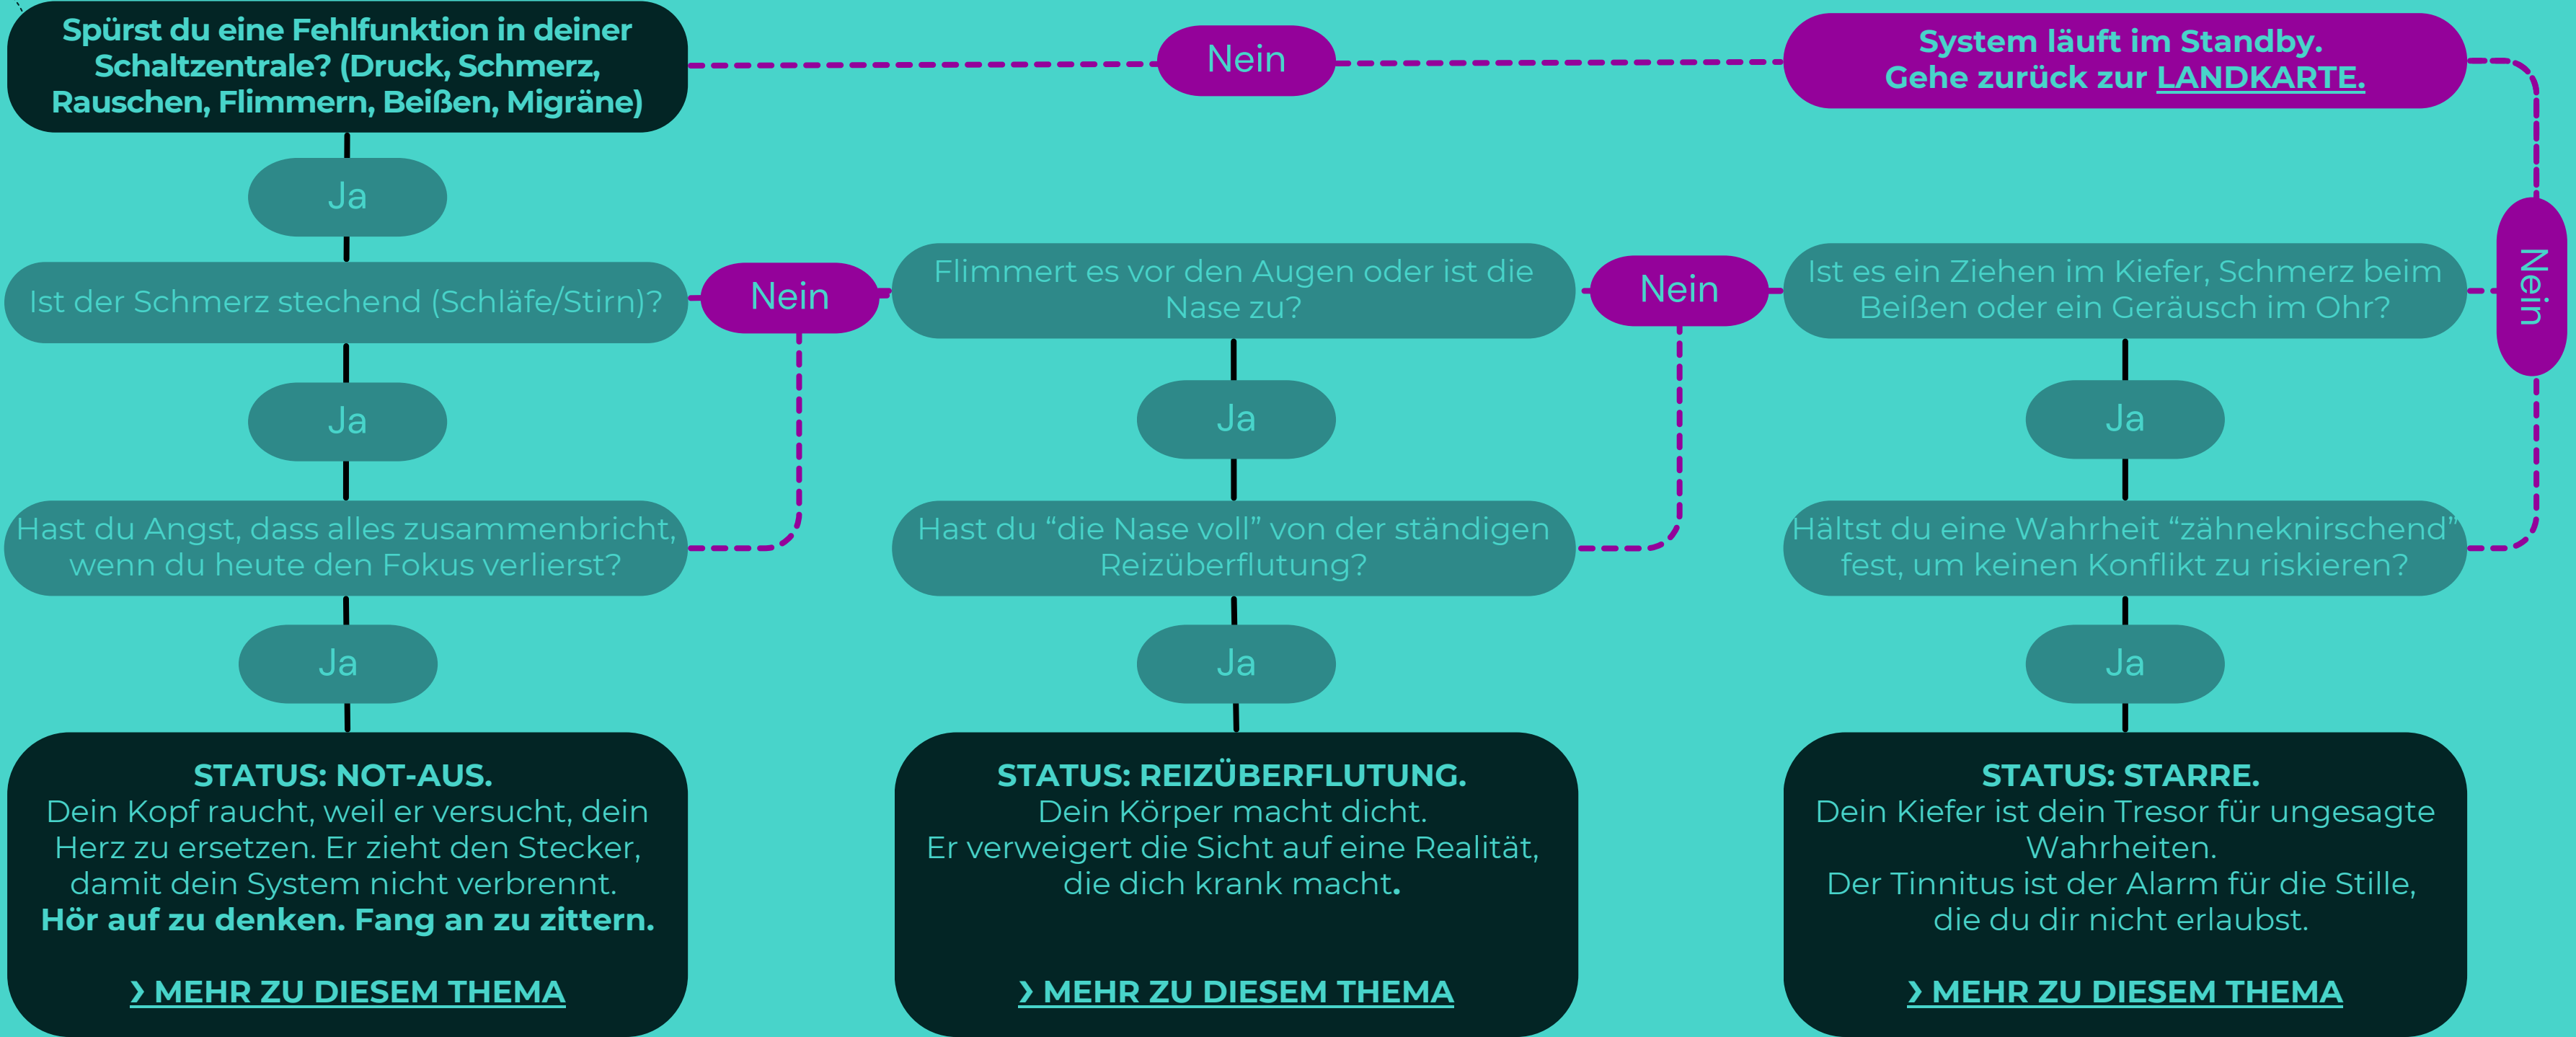 Spürst du eine Fehlfunktion in deiner
Schaltzentrale? (Druck, Schmerz,
Rauschen, Flimmern, Beißen, Migräne)
Nein
System läuft im Standby.
Gehe zurück zur LANDKARTE.
Ja
Ist der Schmerz stechend (Schläfe/Stirn)?
Nein
Flimmert es vor den Augen oder ist die
Nase zu?
Nein
Ist es ein Ziehen im Kiefer, Schmerz beim
Beißen oder ein Geräusch im Ohr?
Nein
Ja
Ja
Ja
Hast du Angst, dass alles zusammenbricht,
wenn du heute den Fokus verlierst?
Hast du “die Nase voll” von der ständigen
Reizüberflutung?
Hältst du eine Wahrheit “zähneknirschend”
fest, um keinen Konflikt zu riskieren?
Ja
Ja
Ja
STATUS: NOT-AUS.
Dein Kopf raucht, weil er versucht, dein
Herz zu ersetzen. Er zieht den Stecker,
damit dein System nicht verbrennt.
Hör auf zu denken. Fang an zu zittern.
❯ MEHR ZU DIESEM THEMA
STATUS: REIZÜBERFLUTUNG.
Dein Körper macht dicht.
Er verweigert die Sicht auf eine Realität,
die dich krank macht.
❯ MEHR ZU DIESEM THEMA
STATUS: STARRE.
Dein Kiefer ist dein Tresor für ungesagte
Wahrheiten.
Der Tinnitus ist der Alarm für die Stille,
die du dir nicht erlaubst.
❯ MEHR ZU DIESEM THEMA